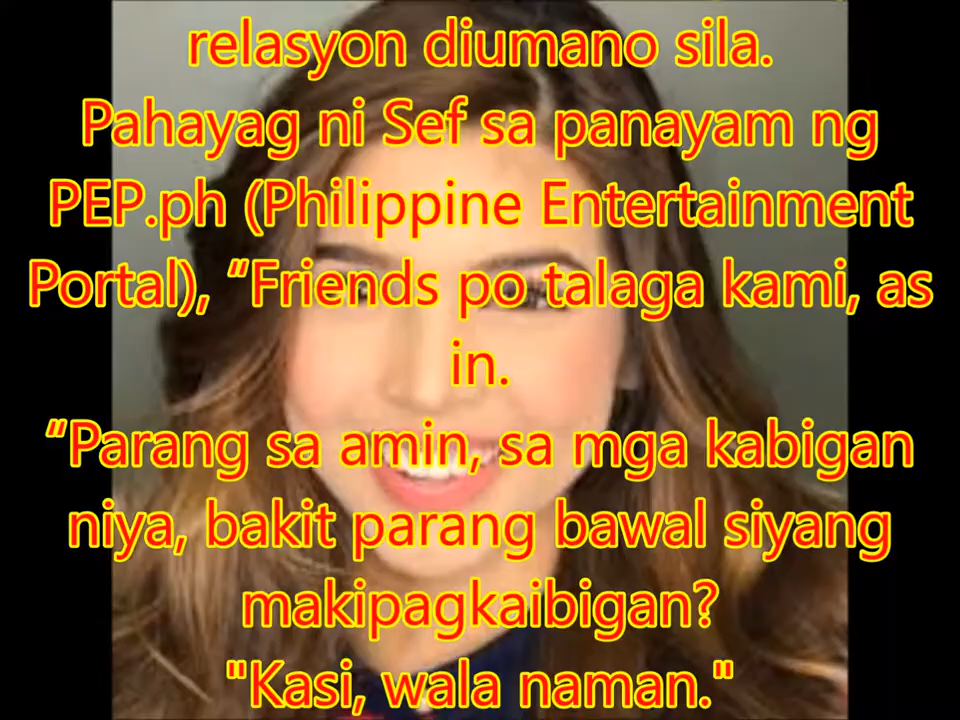 relasyon diumano sila.
Pahayag ni Sef sa panayam ng
PEP.ph (Philippine Entertainment
Portal), “Friends po talaga kami, as
in.
“Parang sa amin, sa mga kabigan
niya, bakit parang bawal siyang
makipagkaibigan?
"Kasi, wala naman."